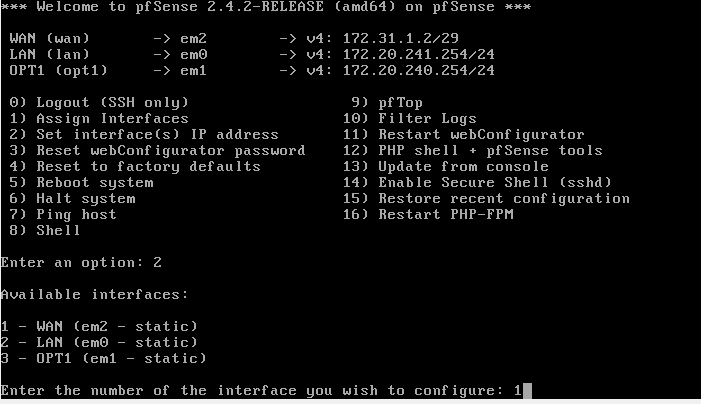 *** Welcome to pfSense 2.4.2-RELEASE (amd64) on pfSense ***
WAN (wan) -> em2 -> v4: 172.31.1.2/29
LAN (lan) -> em0 -> v4: 172.20.241.254/24
OPT1 (opt1) -> em1 -> v4: 172.20.240.254/24
0) Logout (SSH only) 9) pfTop
1) Assign Interfaces 10) Filter Logs
2) Set interface(s) IP address 11) Restart webConfigurator
3) Reset webConfigurator password 12) PHP shell + pfSense tools
4) Reset to factory defaults 13) Update from console
5) Reboot system 14) Enable Secure Shell (sshd)
6) Halt system 15) Restore recent configuration
7) Ping host 16) Restart PHP-FPM
8) Shell
Enter an option: 2
Available interfaces:
1 - WAN (em2 - static)
2 - LAN (em0 - static)
3 - OPT1 (em1 - static)
Enter the number of the interface you wish to configure: 1